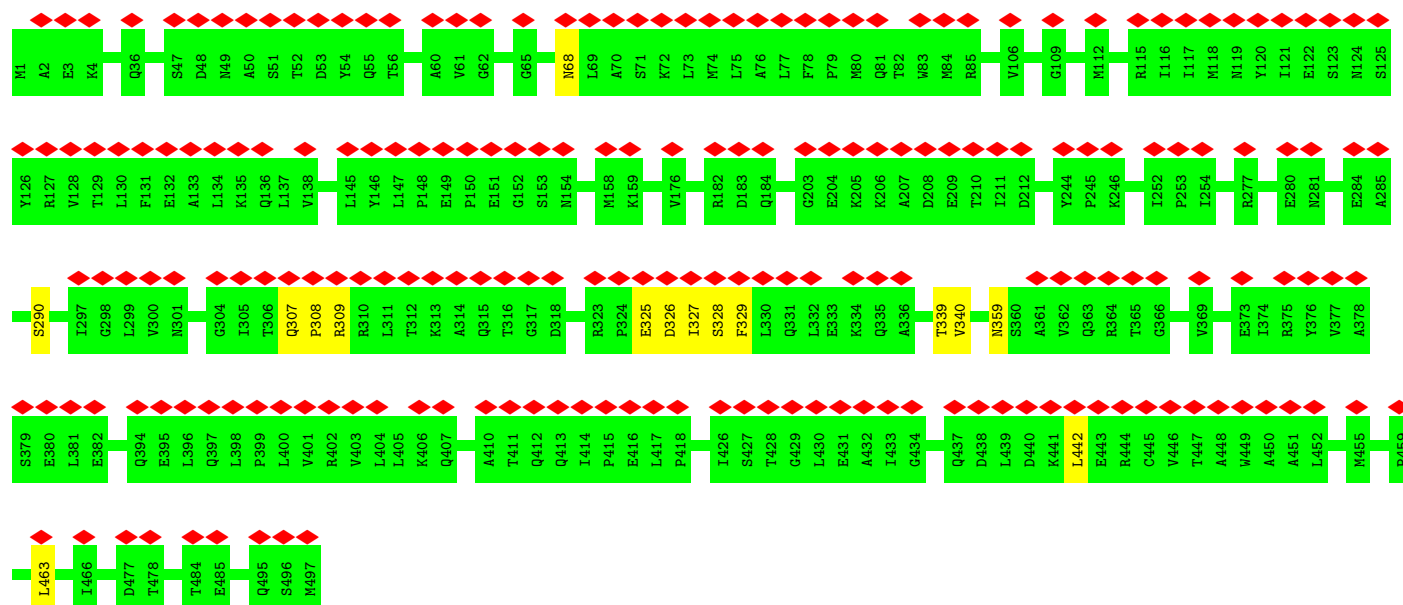 M1 A2 E3 K4 Q36 S47 D48 N49 A50 S51 T52 D53 Y54 Q55 T56 A60 V61 G62 G65 N68 L69 A70 S71 K72 L73 M74 L75 A76 L77 F78 P79 M80 Q81 T82 W83 M84 R85 V106 G109 M112 R115 I116 I117 M118 N119 Y120 I121 E122 S123 N124 S125
Y126 R127 V128 T129 L130 F131 E132 A133 L134 K135 Q136 L137 V138 L145 Y146 L147 P148 E149 P150 E151 G152 S153 N154 M158 K159 V176 R182 D183 Q184 G203 E204 K205 K206 A207 D208 E209 T210 I211 D212 Y244 P245 K246 I252 P253 I254 R277 E280 N281 E284 A285
S290 I297 G298 L299 V300 N301 G304 I305 T306 Q307 P308 R309 R310 L311 T312 K313 A314 Q315 T316 G317 D318 R323 P324 E325 D326 I327 S328 F329 L330 Q331 L332 E333 K334 Q335 A336 T339 V340 N359 S360 A361 V362 Q363 R364 T365 G366 V369 E373 I374 R375 Y376 V377 A378
S379 E380 L381 E382 Q394 E395 L396 Q397 L398 P399 L400 V401 R402 V403 L404 L405 K406 Q407 A410 T411 Q412 Q413 I414 P415 E416 L417 P418 I426 S427 T428 G429 L430 E431 A432 I433 G434 Q437 D438 L439 D440 K441 L442 E443 R444 C445 V446 T447 A448 W449 A450 A451 L452 M455
L463 I466 D477 T478 T484 E485 Q495 S496 M497